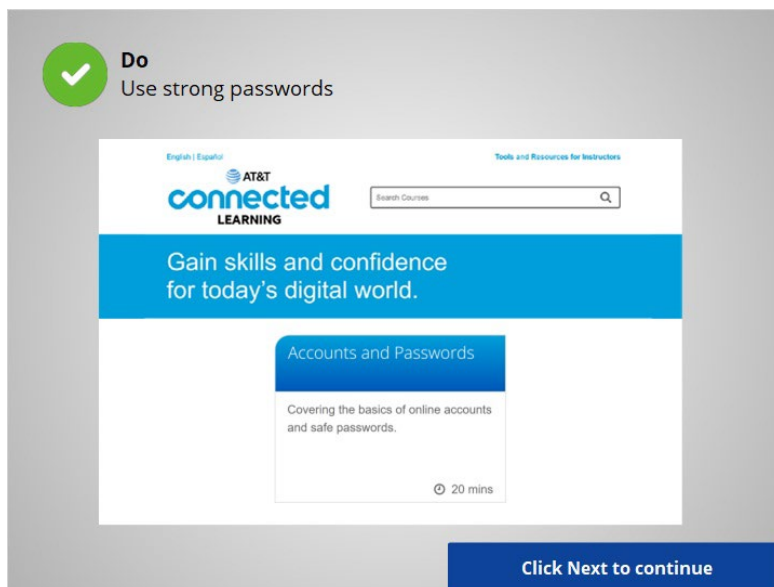 Do
Use strong passwords
English | Español
Tools and Resources for Instructors
AT&T
connected
LEARNING
Search Courses
Gain skills and confidence
for today's digital world.
Accounts and Passwords
Covering the basics of online accounts
and safe passwords.
20 mins
Click Next to continue